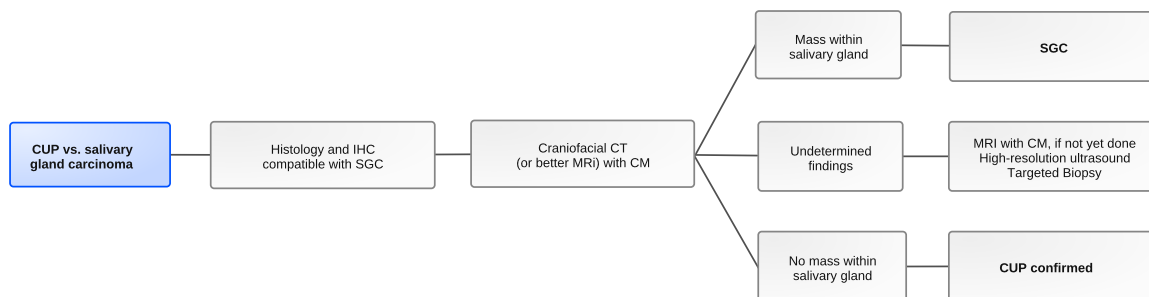 CUP vs. salivary
gland carcinoma
Histology and IHC
compatible with SGC
Craniofacial CT
(or better MRi) with CM
Mass within
salivary gland
SGC
Undetermined
findings
MRI with CM, if not yet done
High-resolution ultrasound
Targeted Biopsy
No mass within
salivary gland
CUP confirmed